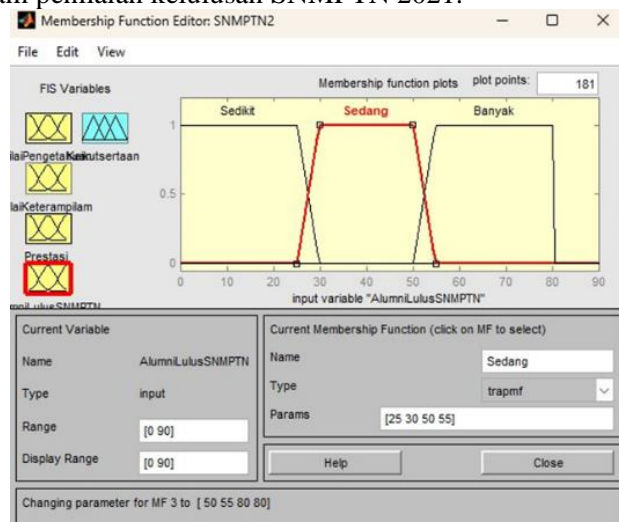 SNMPTN 2021.
Membership Function Editor: SNMPTN2
File Edit View
FIS Variables
Membership function plots plot points: 181
Sedikit Sedang Banyak
1
0.5
0
0 10 20 30 40 50 60 70 80 90
input variable "AlumniLulusSNMPTN"
utsertaan
laiKeterampilam
Prestasi
Current Variable
Name AlumniLulusSNMPTN
Type input
Range [0 90]
Display Range [0 90]
Current Membership Function (click on MF to select)
Name Sedang
Type trapmf
Params [25 30 50 55]
Help Close
Changing parameter for MF 3 to [ 50 55 80 80]